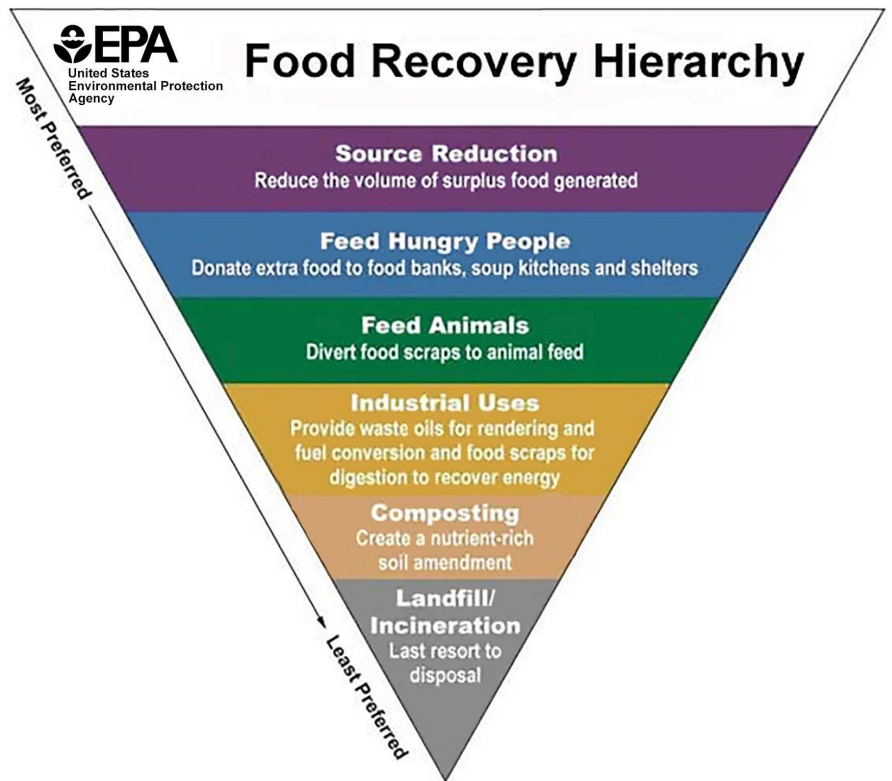 EPA
United States
Environmental Protection
Agency
Food Recovery Hierarchy
Most Preferred
Source Reduction
Reduce the volume of surplus food generated
Feed Hungry People
Donate extra food to food banks, soup kitchens and shelters
Feed Animals
Divert food scraps to animal feed
Industrial Uses
Provide waste oils for rendering and
fuel conversion and food scraps for
digestion to recover energy
Composting
Create a nutrient-rich
soil amendment
Landfill/
Incineration
Last resort to
disposal
Least Preferred